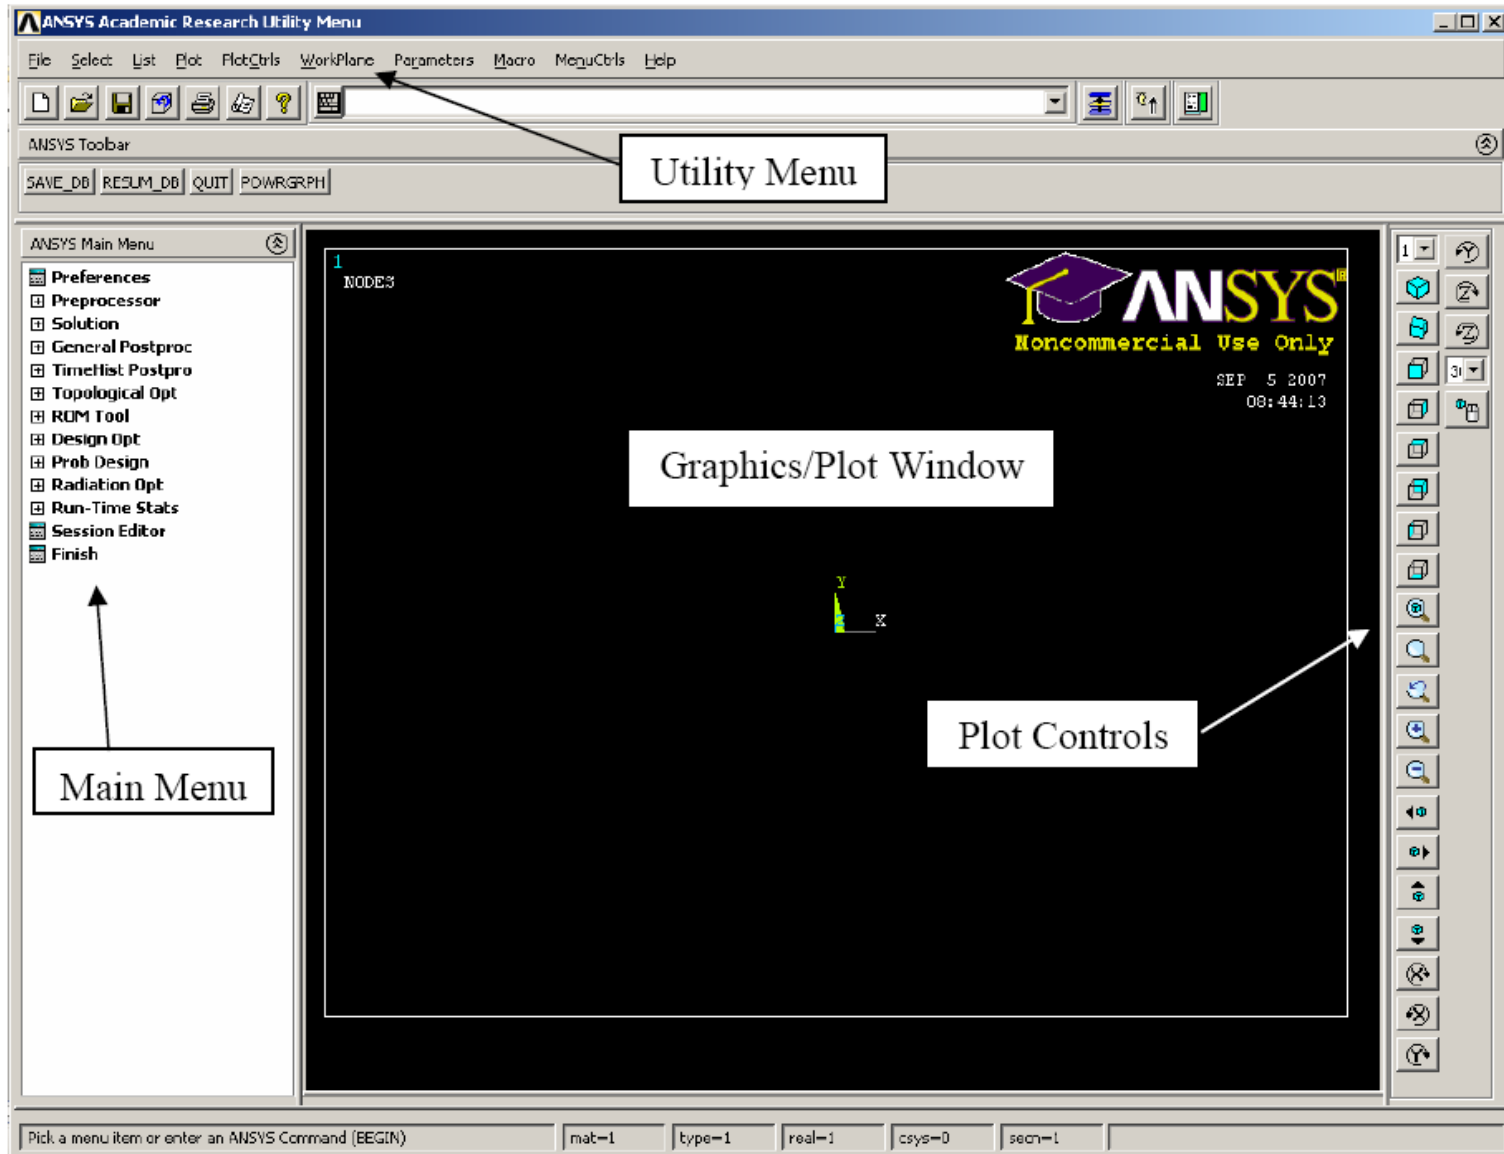 ANSYS Academic Research Utility Menu
File Select List Plot PlotCtrls WorkPlane Parameters Macro MenuCtrls Help
ANSYS Toolbar
Utility Menu
SAVE_DB RESUM_DB QUIT POWRGRPH
ANSYS Main Menu
Preferences
Preprocessor
Solution
General Postproc
TimeHist Postpro
Topological Opt
ROM Tool
Design Opt
Prob Design
Radiation Opt
Run-Time Stats
Session Editor
Finish
Main Menu
1
NODES
ANSYS
Noncommercial Use Only
SEP 5 2007
08:44:13
Graphics/Plot Window
Y
X
Plot Controls
1
Y
Z
Z
X
X
Y
Pick a menu item or enter an ANSYS Command (BEGIN) mat=1 type=1 real=1 csys=0 secn=1